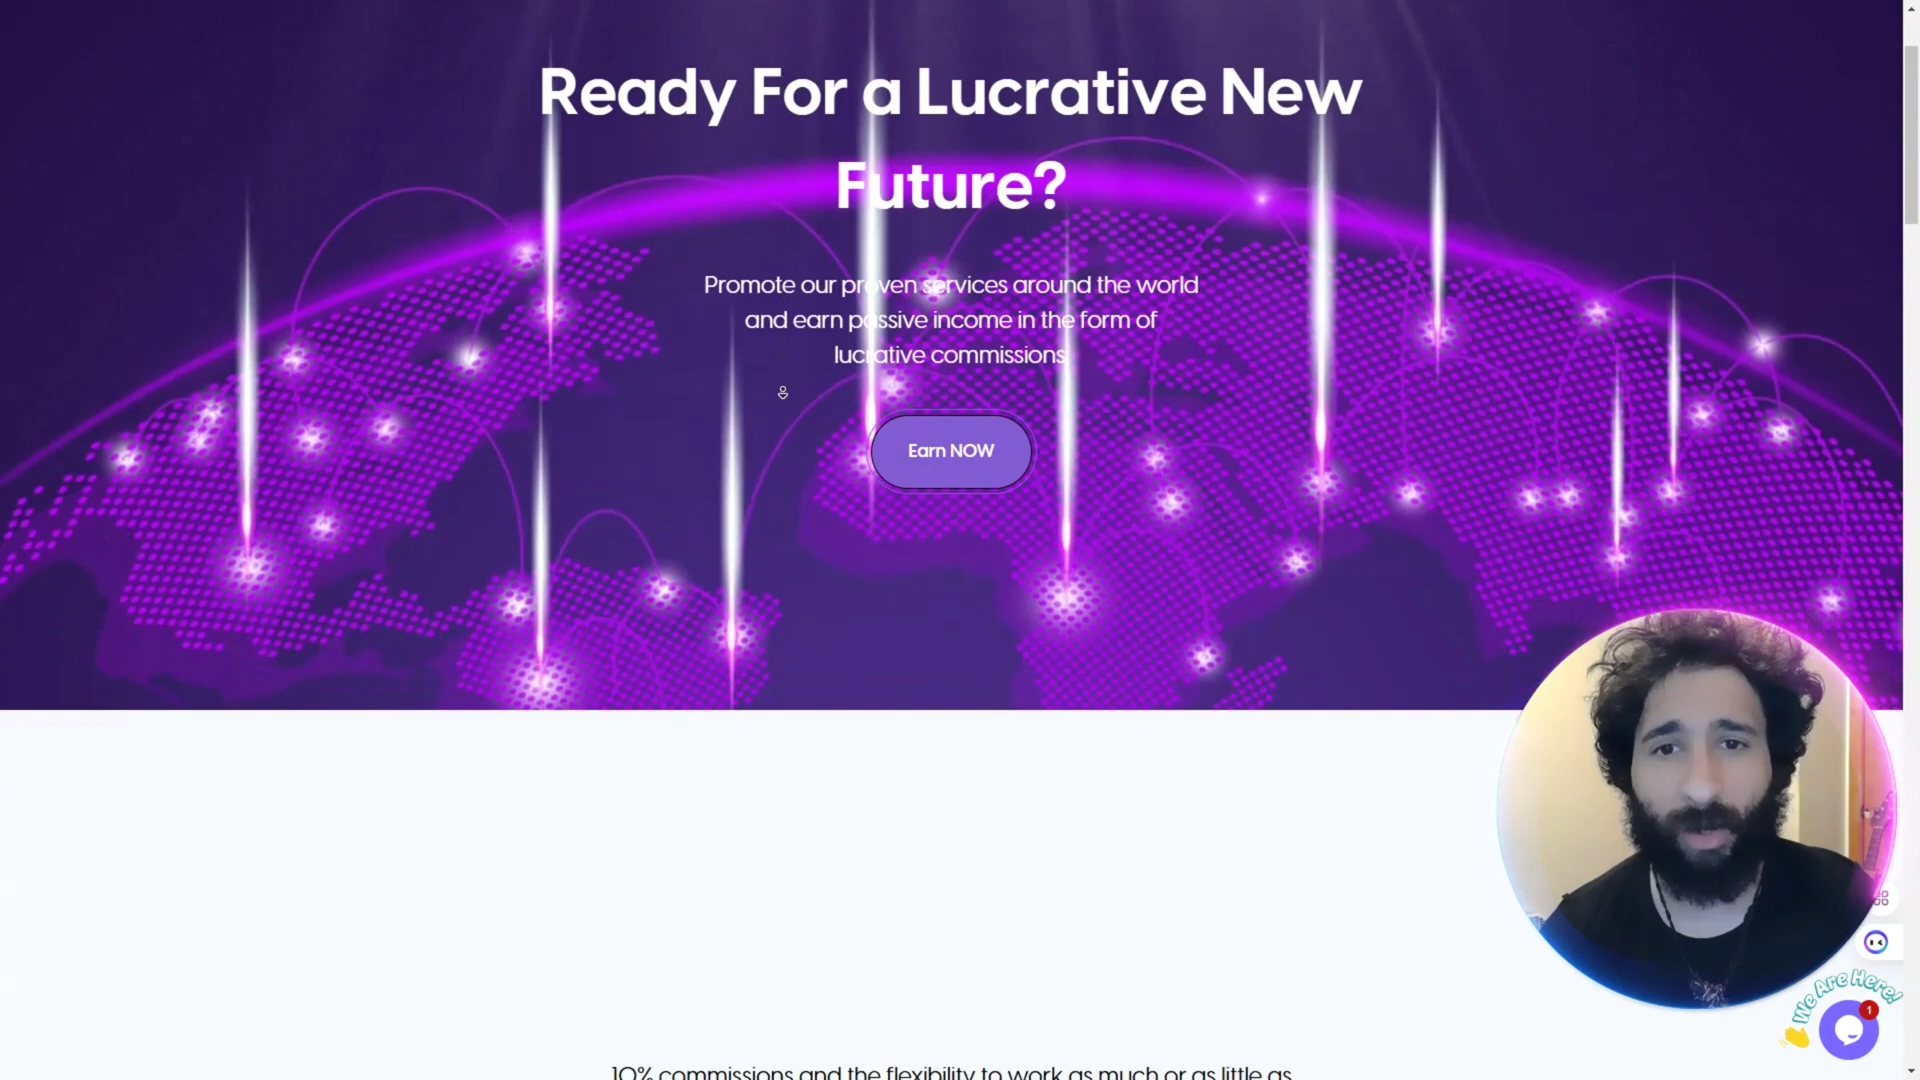 Ready For a Lucrative New
Future?
Promote our proven services around the world
and earn passive income in the form of
lucrative commissions
Earn NOW
We Are Here!
1
10% commissions and the flexibility to work as much or as little as